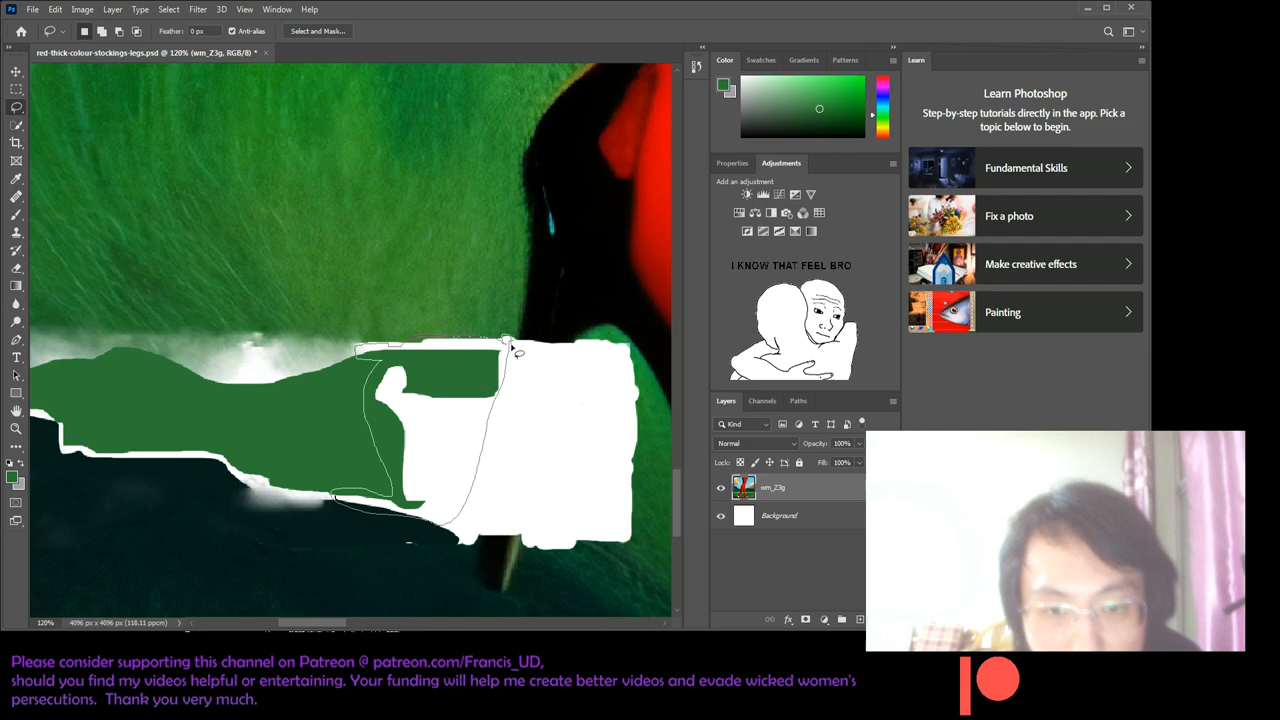 Ps File Edit Image Layer Type Select Filter 3D View Window Help
Feather: 0 px Anti-alias Select and Mask...
red-thick-colour-stockings-legs.psd @ 120% (wm_Z3g, RGB/8) *
Color Swatches Gradients Patterns
Learn
Learn Photoshop
Step-by-step tutorials directly in the app. Pick a
topic below to begin.
Fundamental Skills
Fix a photo
Make creative effects
Painting
Properties Adjustments
Add an adjustment
I KNOW THAT FEEL BRO
Layers Channels Paths
Kind
Normal Opacity: 100%
Lock: Fill: 100%
wm_Z3g
Background
fx
120% 4096 px x 4096 px (118.11 ppcm)
Please consider supporting this channel on Patreon @ patreon.com/Francis_UD,
should you find my videos helpful or entertaining. Your funding will help me create better videos and evade wicked women's
persecutions. Thank you very much.